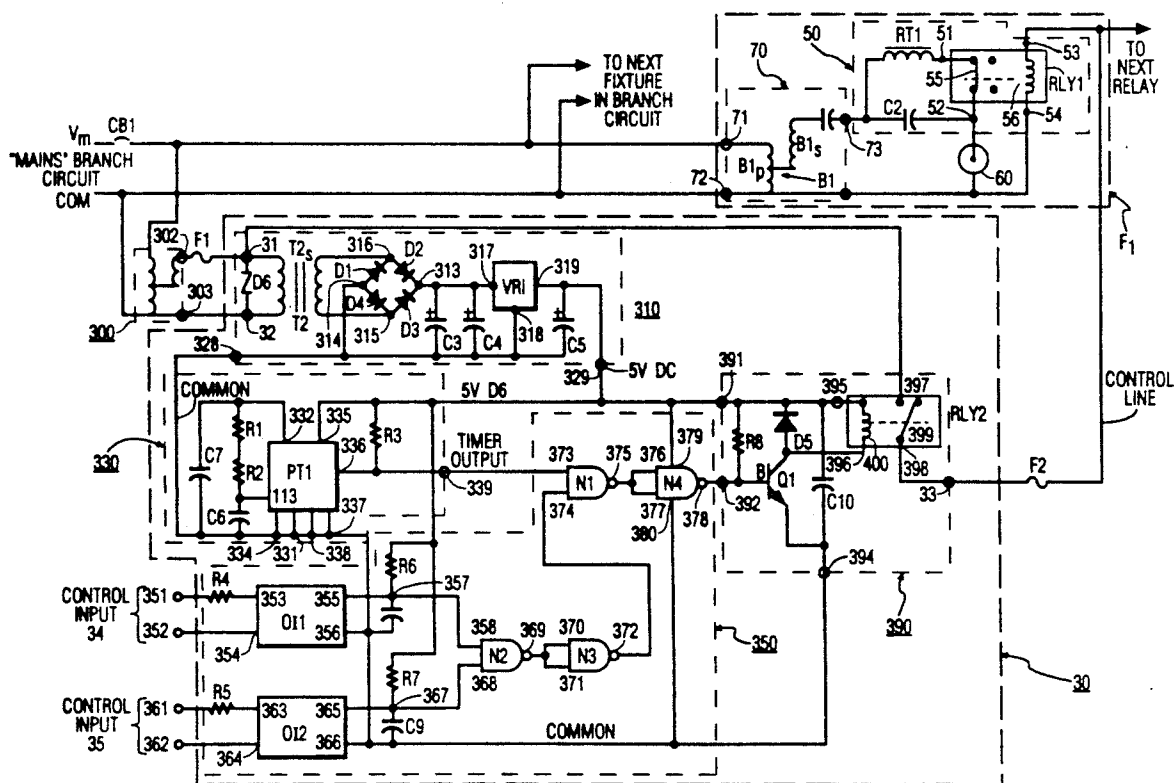 RT1
51
53
50
TO
NEXT
RELAY
70
55
RLY1
TO NEXT
FIXTURE
IN BRANCH
CIRCUIT
C2
56
52
54
Vm
CB1
71
73
"MAINS" BRANCH
CIRCUIT
B1s
B1p
60
COM
72
B1
F1
302
F1
31
T2s
316
D2
D6
D1
313
317
VR1
319
314
D4
318
310
300
303
32
T2
315
D3
C3
C4
C5
328
5V DC
329
391
COMMON
5V D6
395
397
CONTROL
LINE
RLY2
332
335
379
R8
D5
399
330
C7
R1
336
R3
TIMER
OUTPUT
373
375
376
396
400
398
F2
R2
PT1
N1
N4
B
Q1
33
113
339
374
377
378
392
C10
C6
337
380
334
331
338
394
R6
357
390
CONTROL
INPUT
34
351
R4
353
355
358
369
370
372
350
352
OI1
356
N2
N3
354
R7
368
371
30
367
CONTROL
INPUT
35
361
R5
363
365
C9
362
OI2
366
COMMON
364